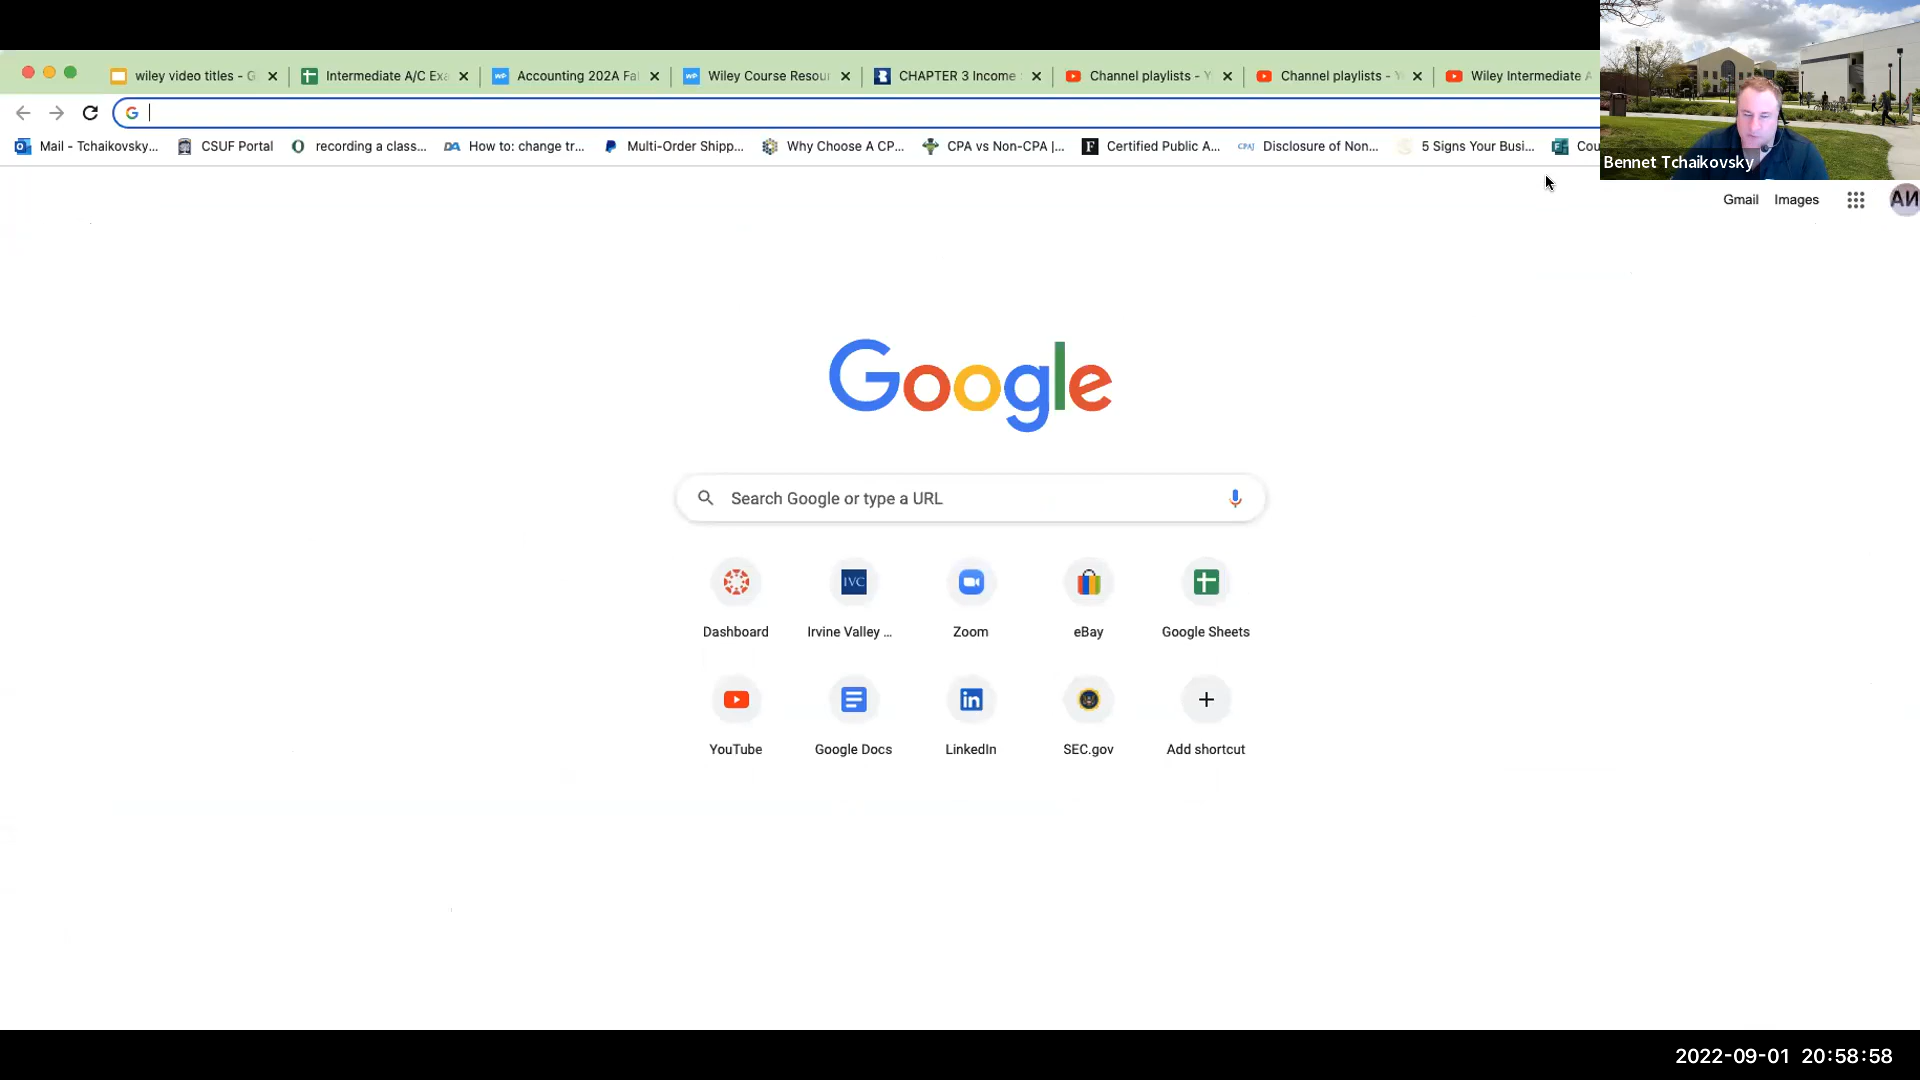 wiley video titles - G
Intermediate A/C Exa
Accounting 202A Fal
Wiley Course Resour
CHAPTER 3 Income
Channel playlists - Y
Channel playlists - Y
Wiley Intermediate A
Mail - Tchaikovsky...
CSUF Portal
recording a class...
How to: change tr...
Multi-Order Shipp...
Why Choose A CP...
CPA vs Non-CPA |...
Certified Public A...
Disclosure of Non...
5 Signs Your Busi...
Cou
Bennet Tchaikovsky
Gmail
Images
Google
Search Google or type a URL
IVC
Dashboard
Irvine Valley ...
Zoom
eBay
Google Sheets
YouTube
Google Docs
LinkedIn
SEC.gov
Add shortcut
2022-09-01 20:58:58